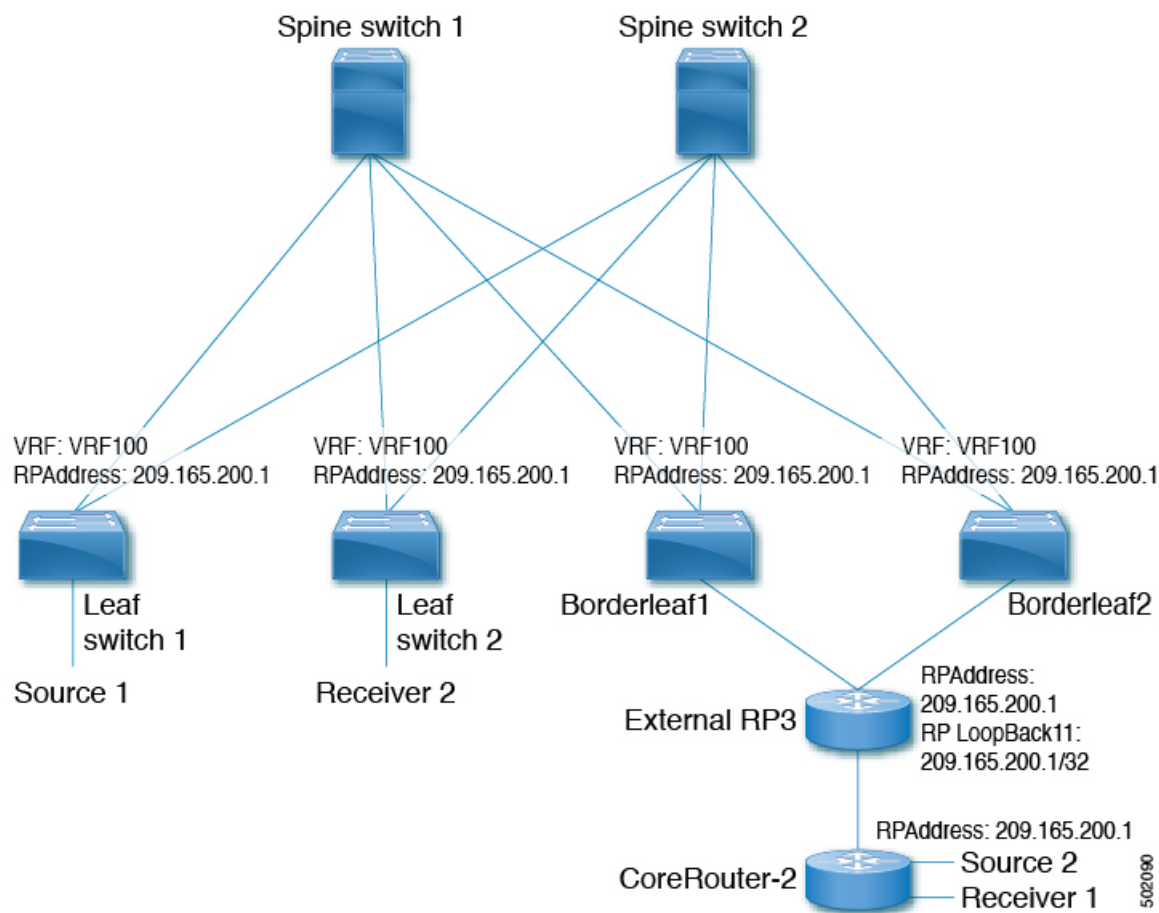 Spine switch 1
Spine switch 2
VRF: VRF100
RPAddress: 209.165.200.1
VRF: VRF100
RPAddress: 209.165.200.1
VRF: VRF100
RPAddress: 209.165.200.1
VRF: VRF100
RPAddress: 209.165.200.1
Leaf
switch 1
Source 1
Leaf
switch 2
Receiver 2
Borderleaf1
Borderleaf2
External RP3
RPAddress:
209.165.200.1
RP LoopBack11:
209.165.200.1/32
RPAddress: 209.165.200.1
CoreRouter-2
Source 2
Receiver 1
502090